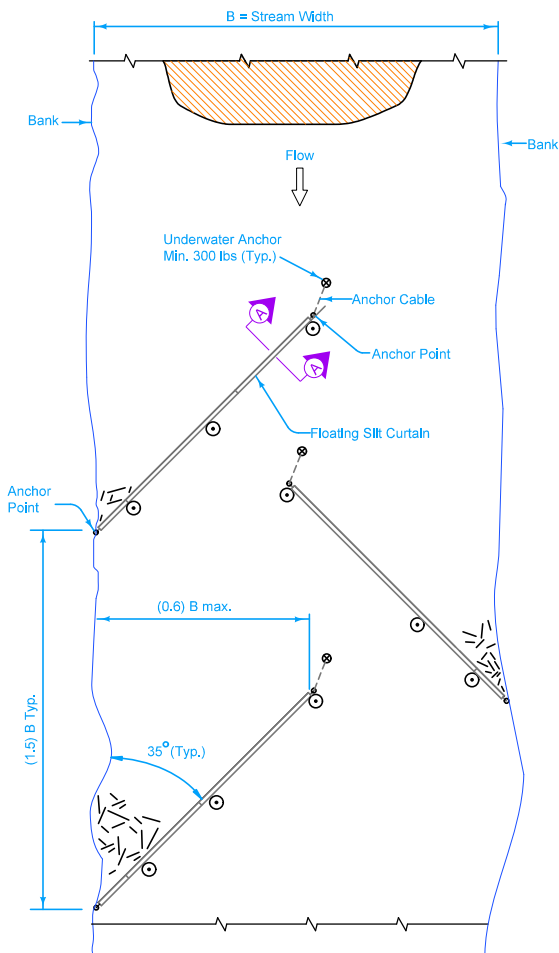 B = Stream Width
Bank
Bank
Flow
Underwater Anchor
Min. 300 lbs (Typ.)
Anchor Cable
A
Anchor Point
A
Floating Silt Curtain
Anchor
Point
(0.6) B max.
(1.5) B Typ.
35° (Typ.)